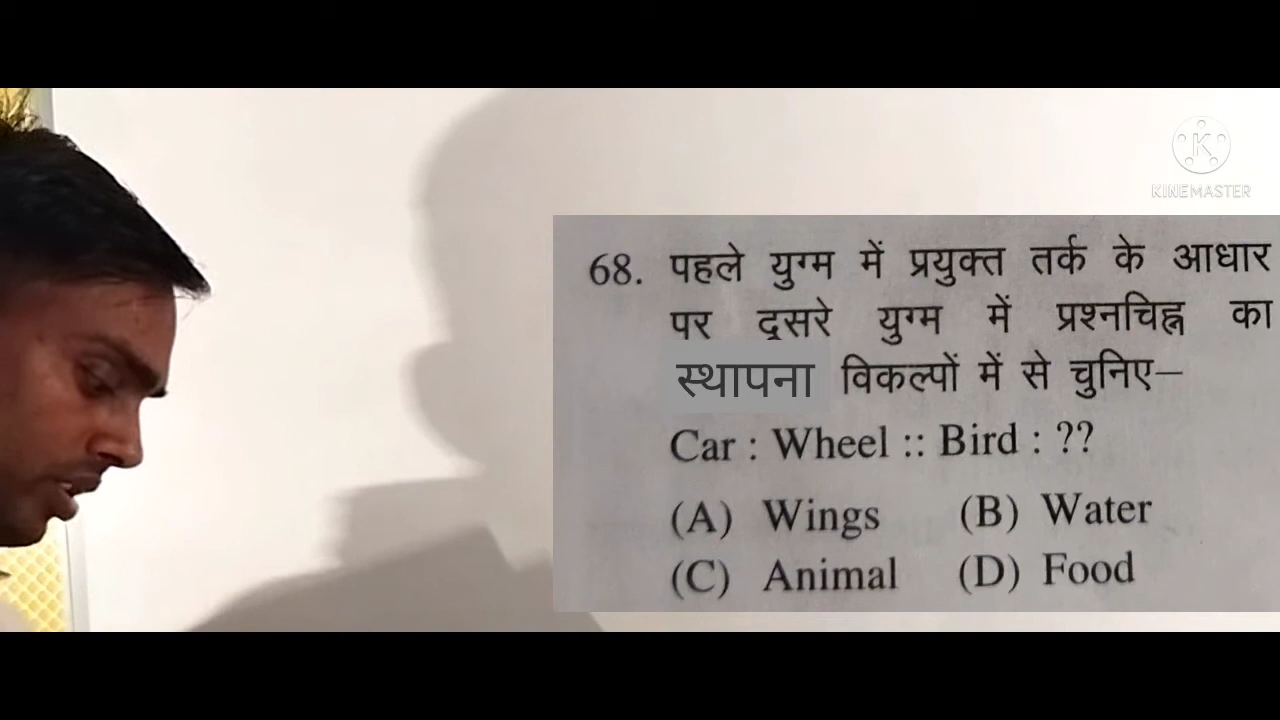 KINEMASTER
68. पहले युग्म में प्रयुक्त तर्क के आधार
पर दूसरे युग्म में प्रश्नचिह्न का
स्थापना विकल्पों में से चुनिए–
Car : Wheel :: Bird : ??
(A) Wings (B) Water
(C) Animal (D) Food